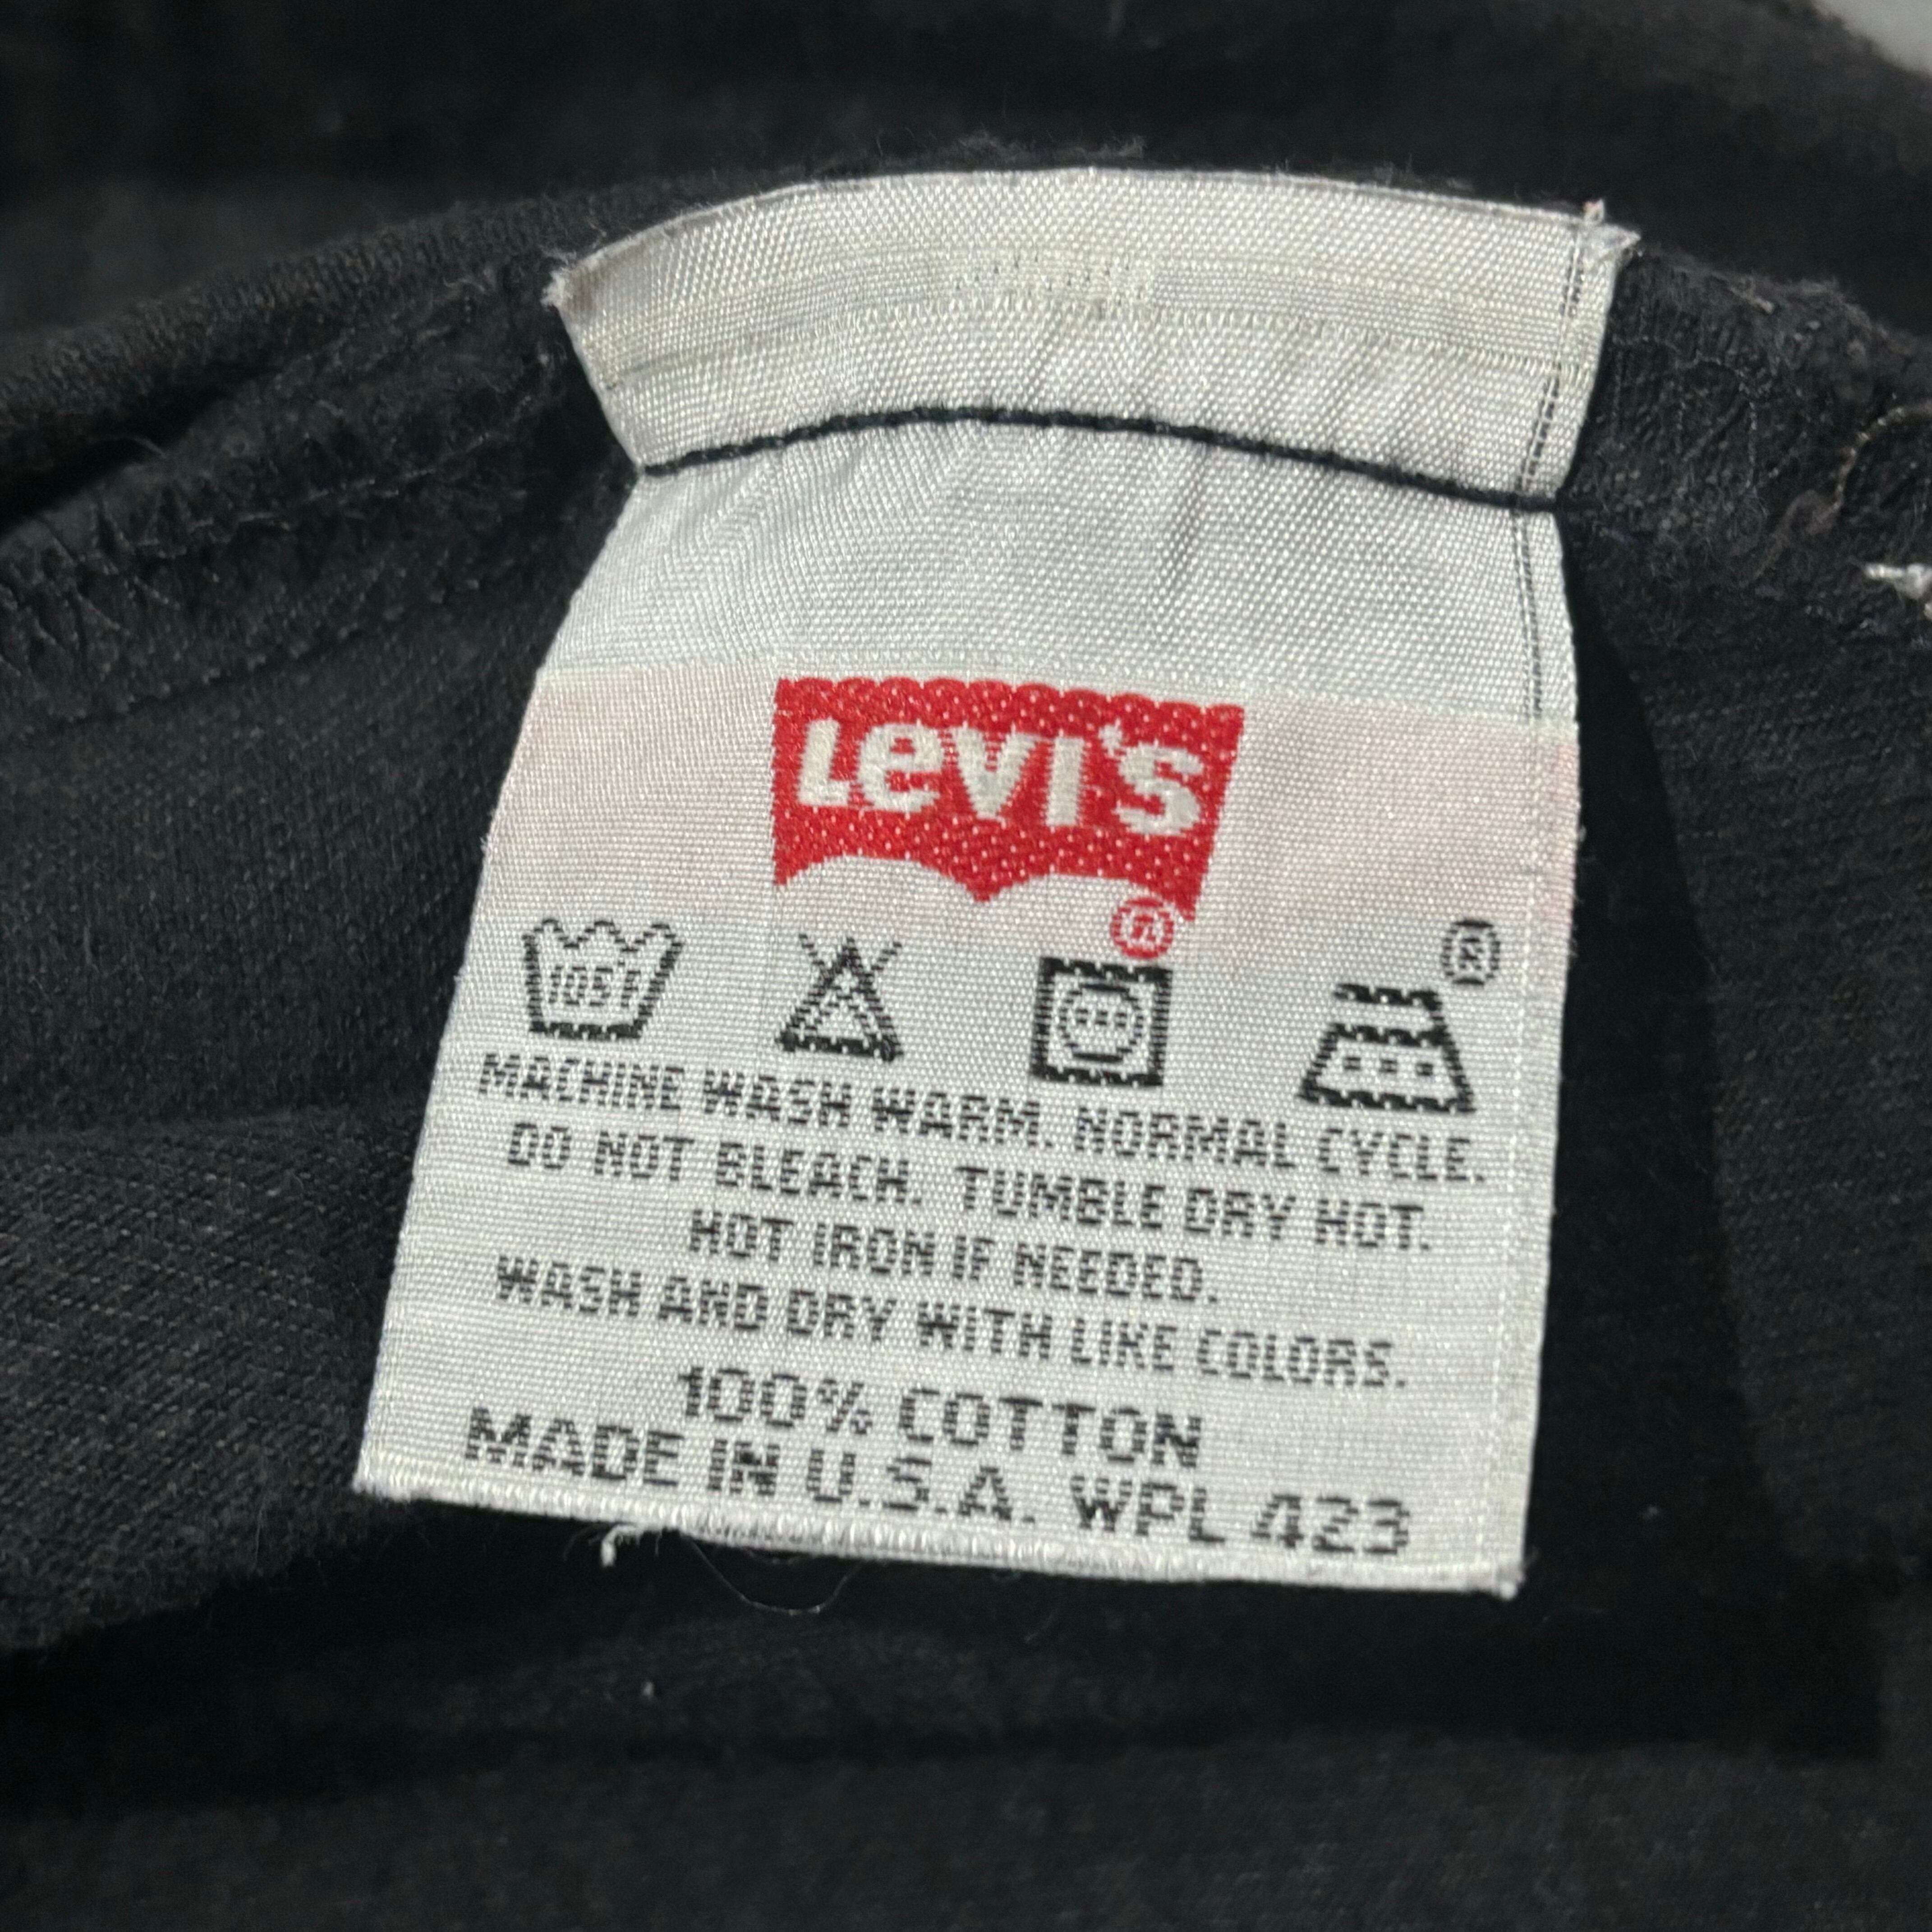 Levi's
®
®
105°F
MACHINE WASH WARM. NORMAL CYCLE.
DO NOT BLEACH. TUMBLE DRY HOT.
HOT IRON IF NEEDED.
WASH AND DRY WITH LIKE COLORS.
100% COTTON
MADE IN U.S.A. WPL 423